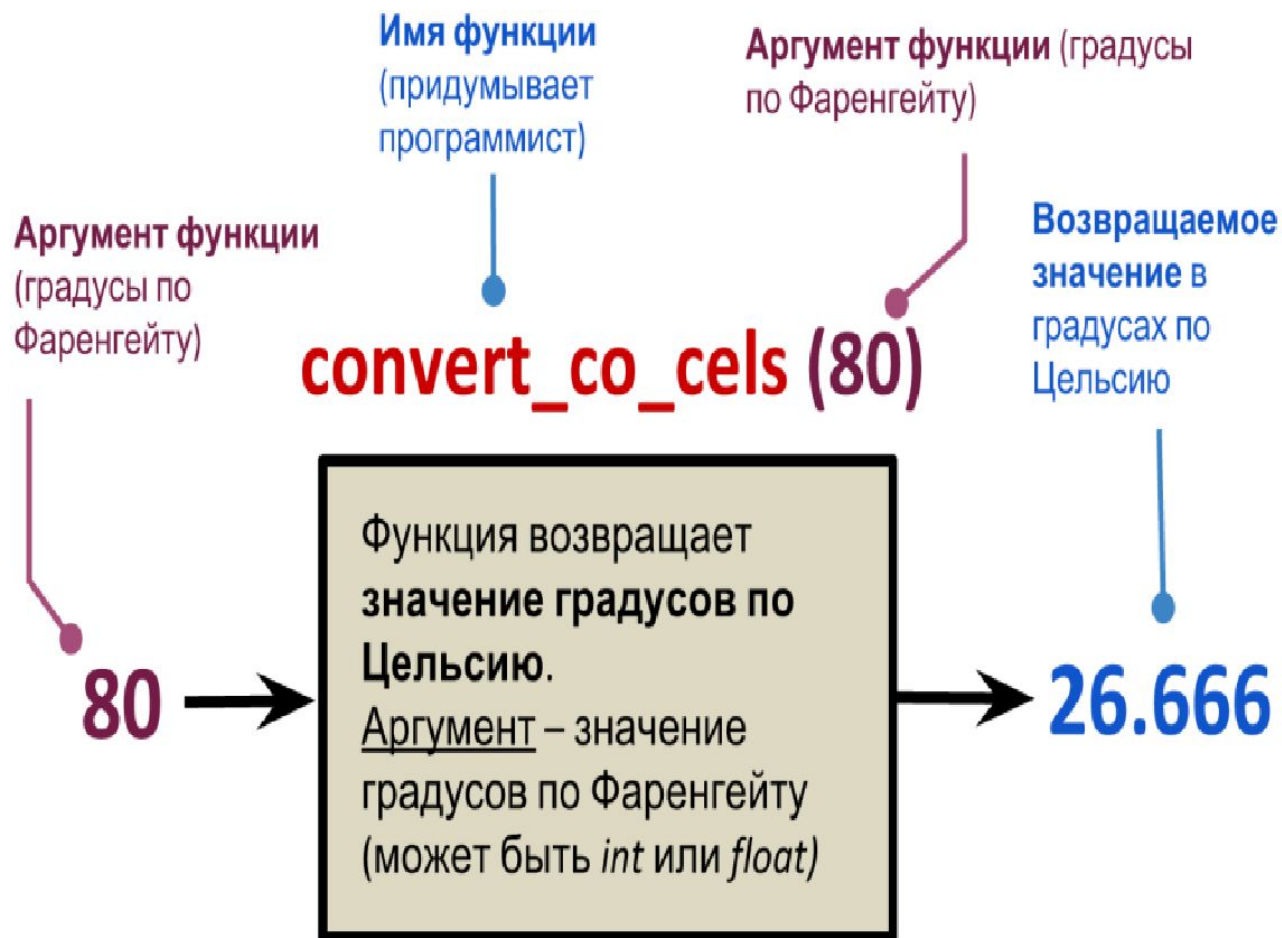 Имя функции
(придумывает
программист)
Аргумент функции (градусы
по Фаренгейту)
Аргумент функции
(градусы по
Фаренгейту)
Возвращаемое
значение в
градусах по
Цельсию
convert_co_cels (80)
80
Функция возвращает
значение градусов по
Цельсию.
Аргумент – значение
градусов по Фаренгейту
(может быть int или float)
26.666